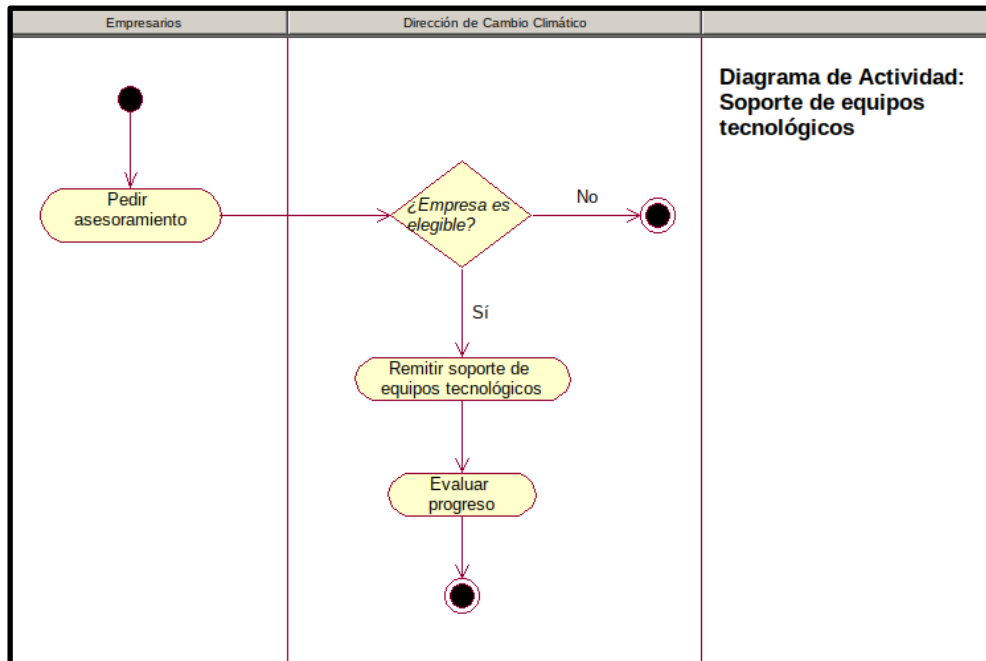 Empresarios
Dirección de Cambio Climático
Diagrama de Actividad:
Soporte de equipos
tecnológicos
Pedir
asesoramiento
¿Empresa es
elegible?
No
Sí
Remitir soporte de
equipos tecnológicos
Evaluar
progreso